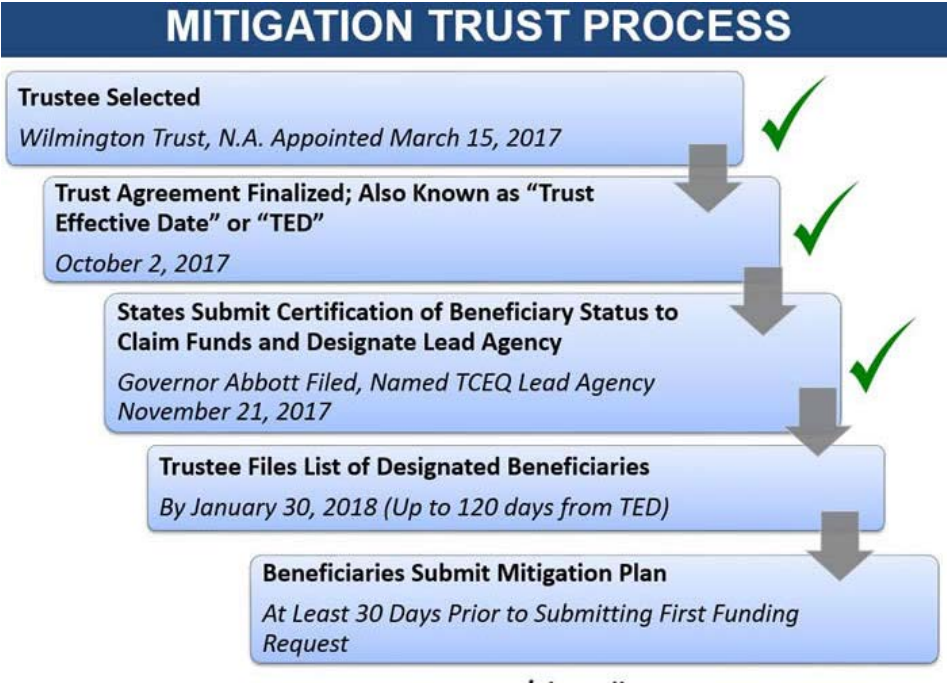 MITIGATION TRUST PROCESS
Trustee Selected
Wilmington Trust, N.A. Appointed March 15, 2017
Trust Agreement Finalized; Also Known as “Trust
Effective Date” or “TED”
October 2, 2017
States Submit Certification of Beneficiary Status to
Claim Funds and Designate Lead Agency
Governor Abbott Filed, Named TCEQ Lead Agency
November 21, 2017
Trustee Files List of Designated Beneficiaries
By January 30, 2018 (Up to 120 days from TED)
Beneficiaries Submit Mitigation Plan
At Least 30 Days Prior to Submitting First Funding
Request